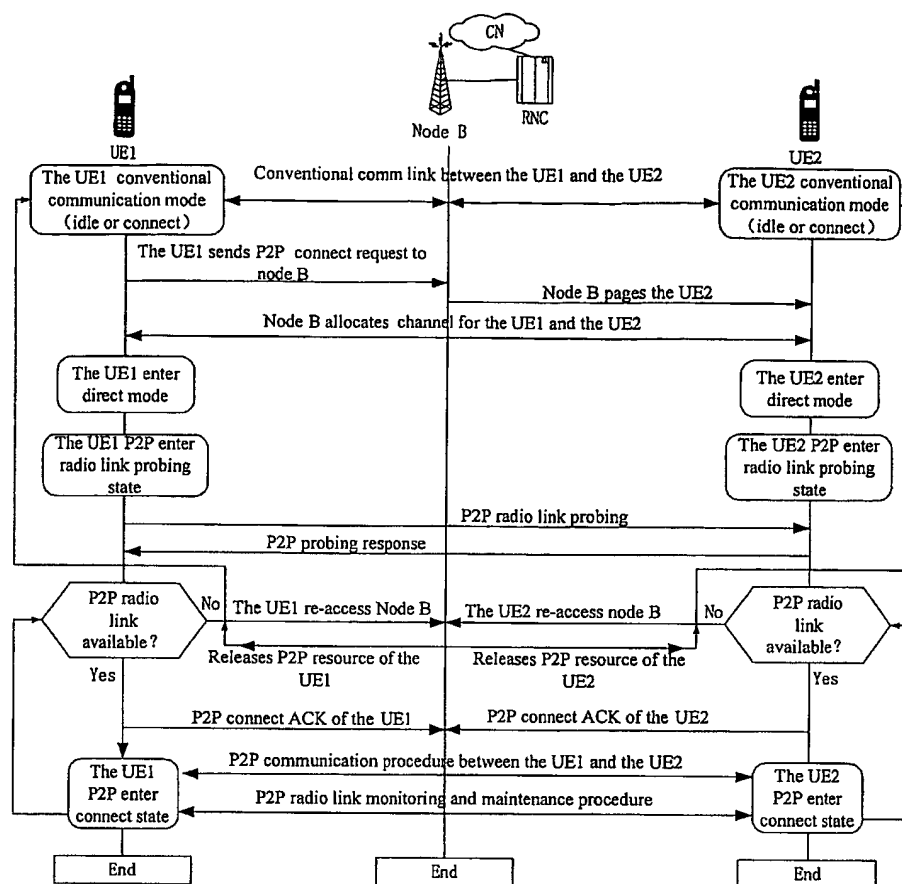 CN
RNC
Node B
UE1
UE2
The UE1 conventional
communication mode
(idle or connect)
Conventional comm link between the UE1 and the UE2
The UE2 conventional
communication mode
(idle or connect)
The UE1 sends P2P connect request to
node B
Node B pages the UE2
Node B allocates channel for the UE1 and the UE2
The UE1 enter
direct mode
The UE2 enter
direct mode
The UE1 P2P enter
radio link probing
state
The UE2 P2P enter
radio link probing
state
P2P radio link probing
P2P probing response
P2P radio
link
available?
No
The UE1 re-access Node B
The UE2 re-access node B
No
P2P radio
link
available?
Releases P2P resource of the
UE1
Releases P2P resource of the
UE2
Yes
Yes
P2P connect ACK of the UE1
P2P connect ACK of the UE2
The UE1
P2P enter
connect state
P2P communication procedure between the UE1 and the UE2
P2P radio link monitoring and maintenance procedure
The UE2
P2P enter
connect state
End
End
End